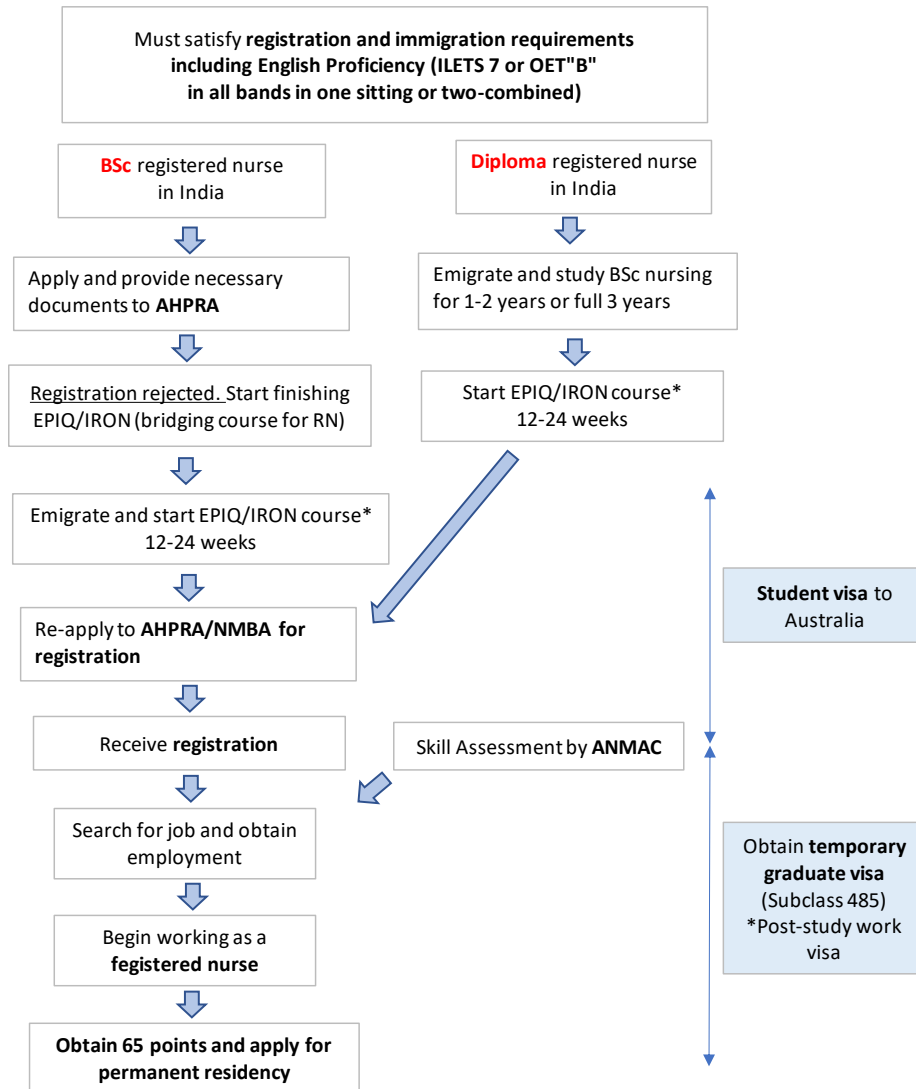 Must satisfy registration and immigration requirements
including English Proficiency (ILETS 7 or OET"B"
in all bands in one sitting or two-combined)
BSc registered nurse
in India
Diploma registered nurse
in India
Apply and provide necessary
documents to AHPRA
Emigrate and study BSc nursing
for 1-2 years or full 3 years
Registration rejected. Start finishing
EPIQ/IRON (bridging course for RN)
Start EPIQ/IRON course*
12-24 weeks
Emigrate and start EPIQ/IRON course*
12-24 weeks
Student visa to
Australia
Re-apply to AHPRA/NMBA for
registration
Receive registration
Skill Assessment by ANMAC
Search for job and obtain
employment
Obtain temporary
graduate visa
(Subclass 485)
*Post-study work
visa
Begin working as a
fegistered nurse
Obtain 65 points and apply for
permanent residency